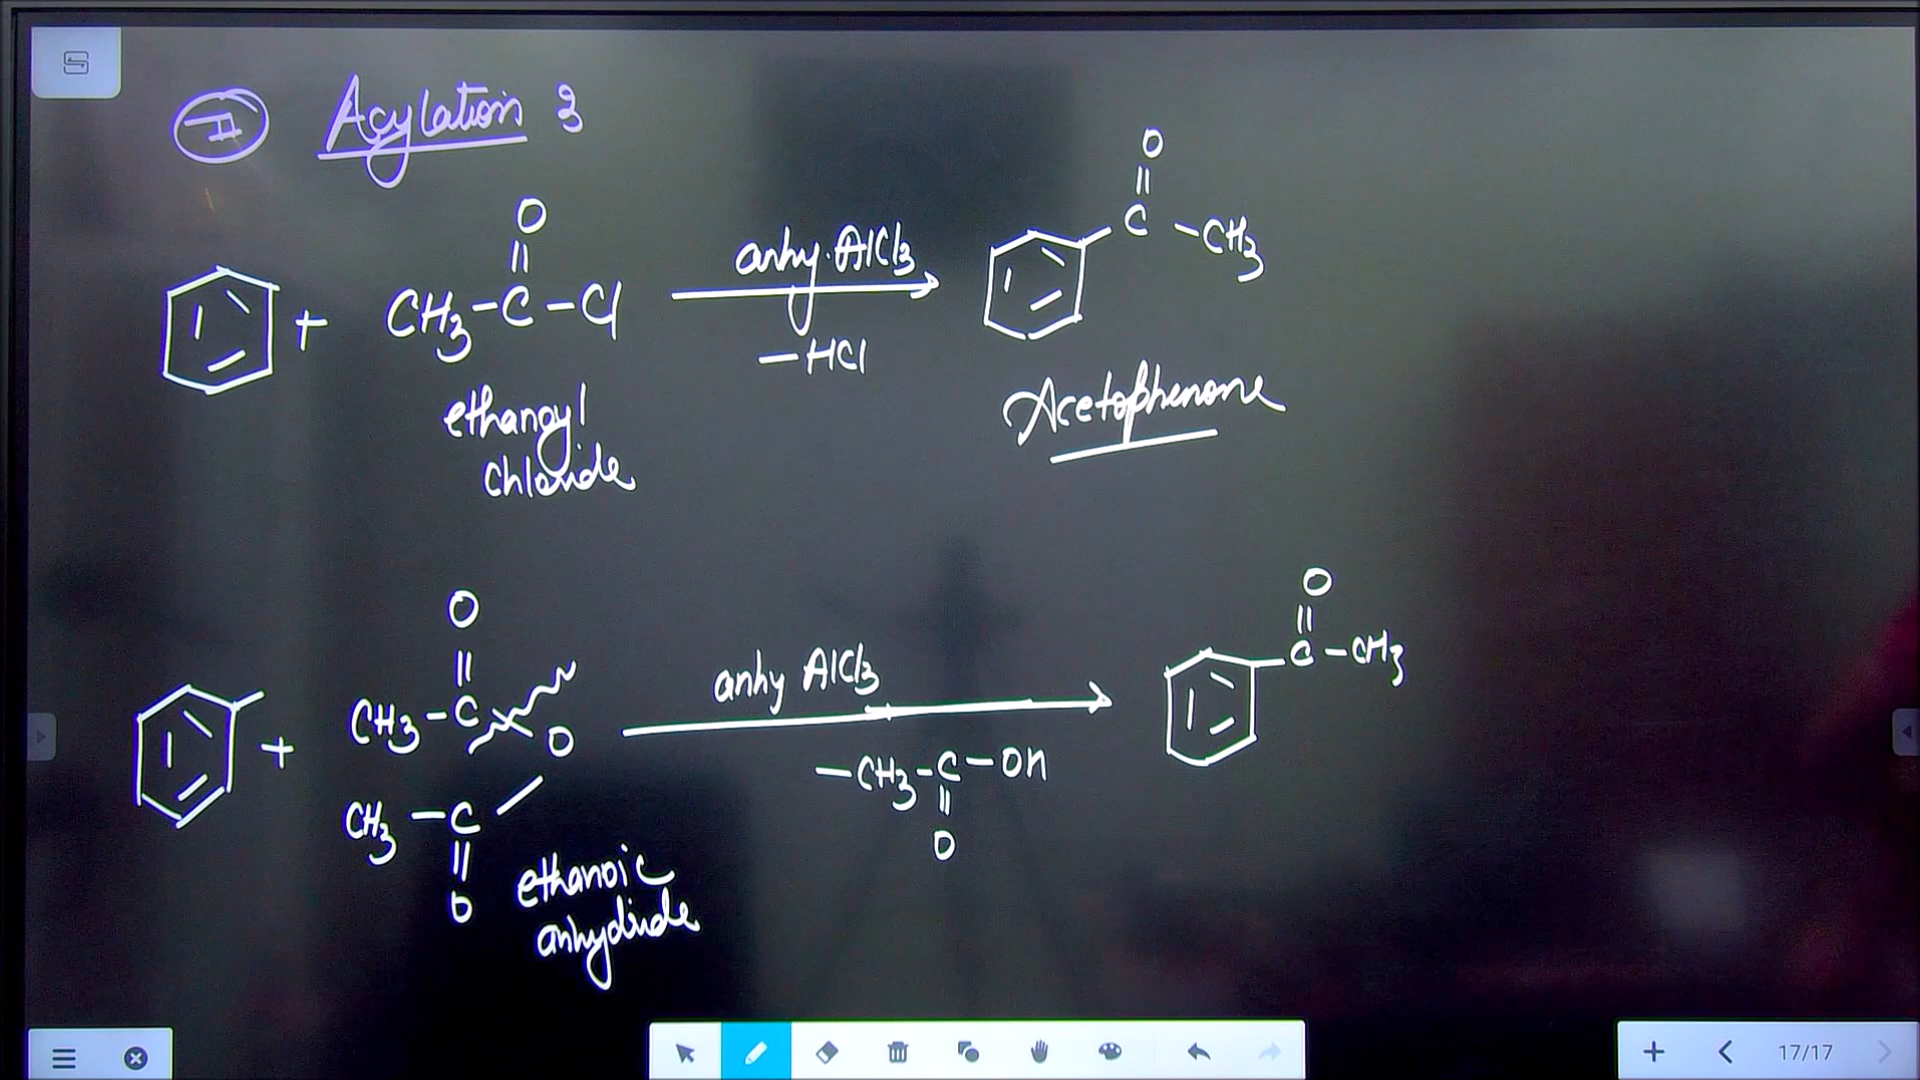 II Acylation :
O
||
CH3-C-Cl
+
anhy. AlCl3
-HCl
O
||
C-CH3
ethanoyl
chloride
Acetophenone
O
||
CH3-C
O
+
CH3-C
||
O
ethanoic
anhydride
anhy AlCl3
-CH3-C-OH
||
O
O
||
C-CH3
17/17